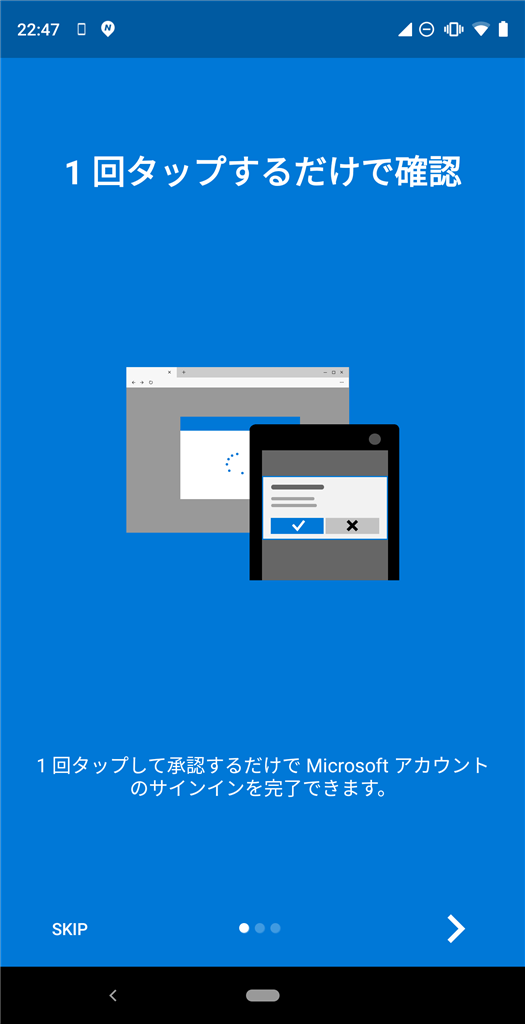 22:47
1 回タップするだけで確認
1 回タップして承認するだけで Microsoft アカウント
のサインインを完了できます。
SKIP